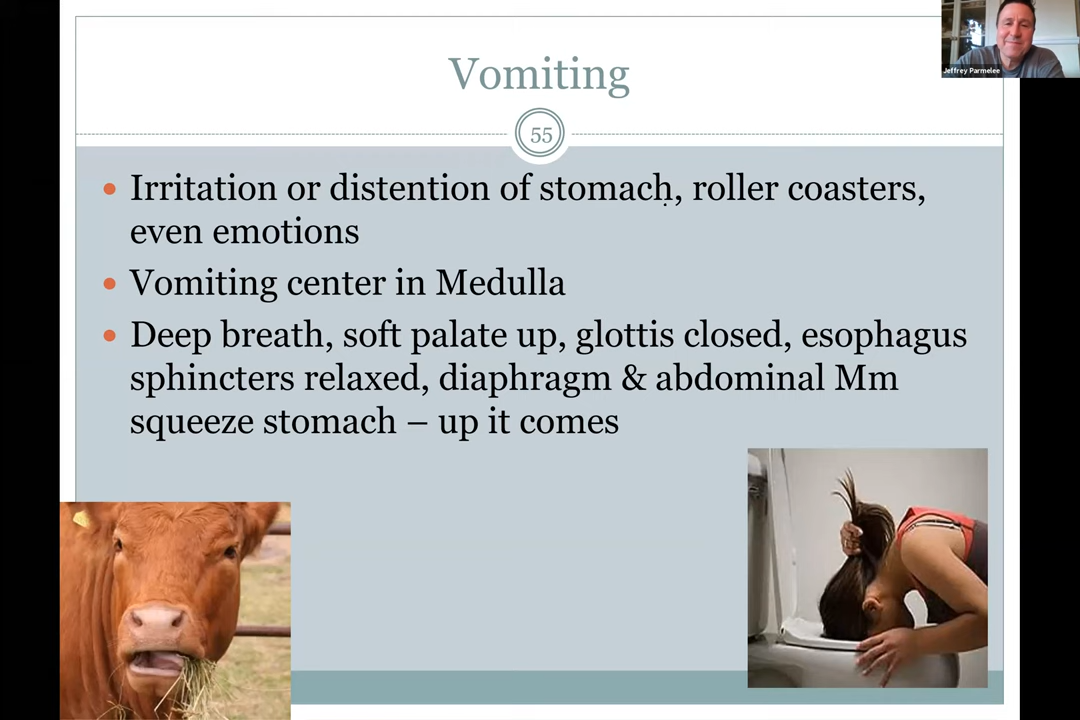 Jeffrey Parmelee
Vomiting
55
Irritation or distention of stomach, roller coasters,
even emotions
Vomiting center in Medulla
Deep breath, soft palate up, glottis closed, esophagus
sphincters relaxed, diaphragm & abdominal Mm
squeeze stomach – up it comes